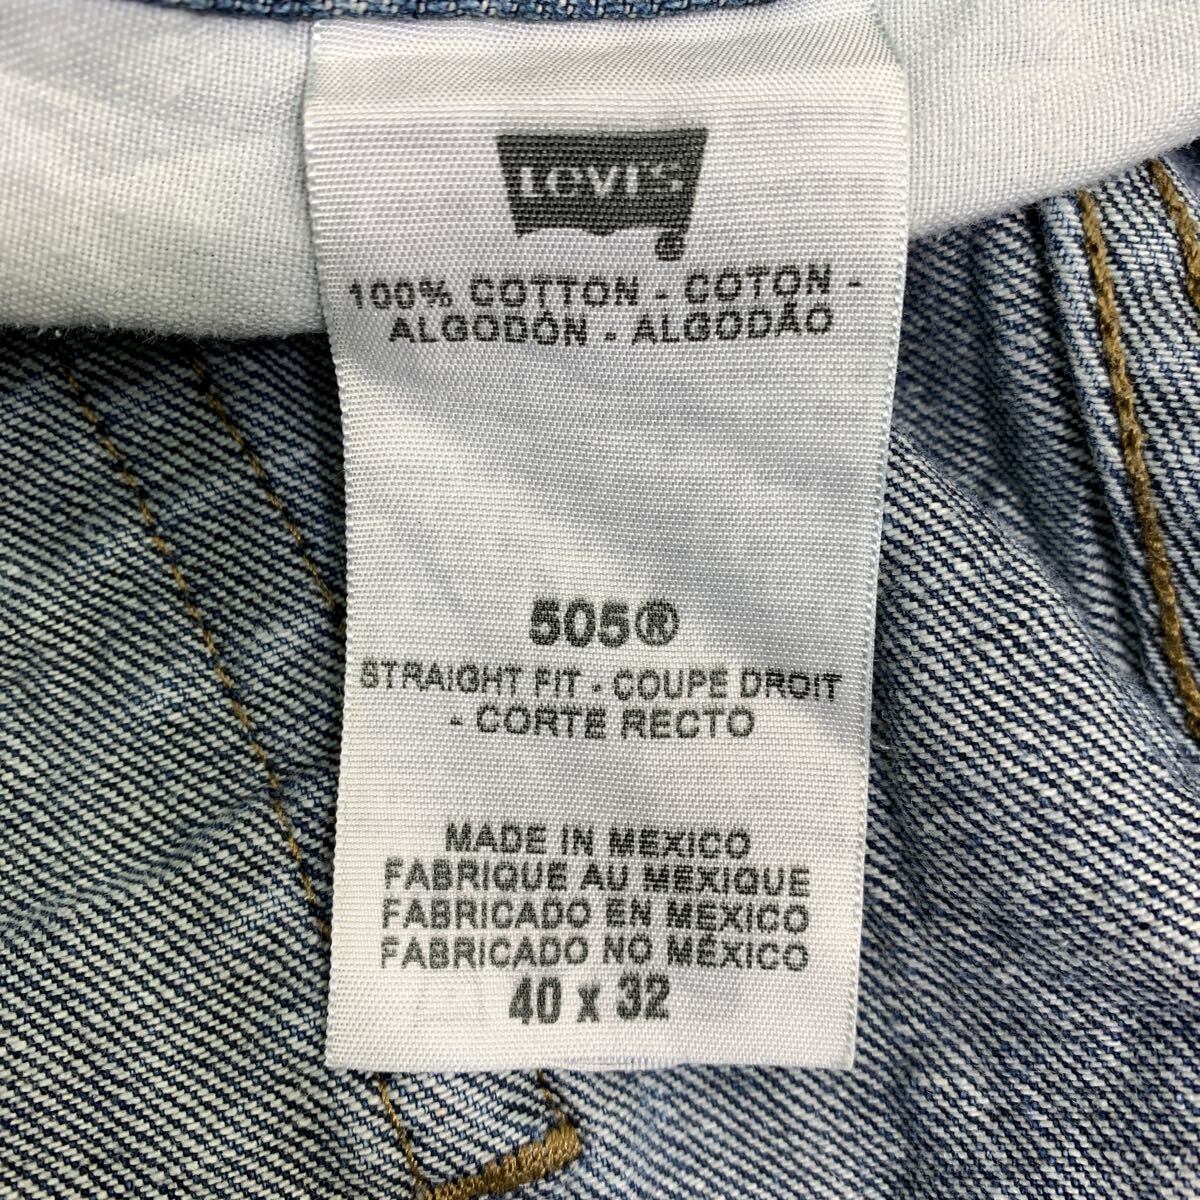 Levi's
®
100% COTTON - COTON -
ALGODÓN - ALGODÃO
505®
STRAIGHT FIT - COUPE DROIT
- CORTE RECTO
MADE IN MEXICO
FABRIQUE AU MEXIQUE
FABRICADO EN MEXICO
FABRICADO NO MÉXICO
40 x 32